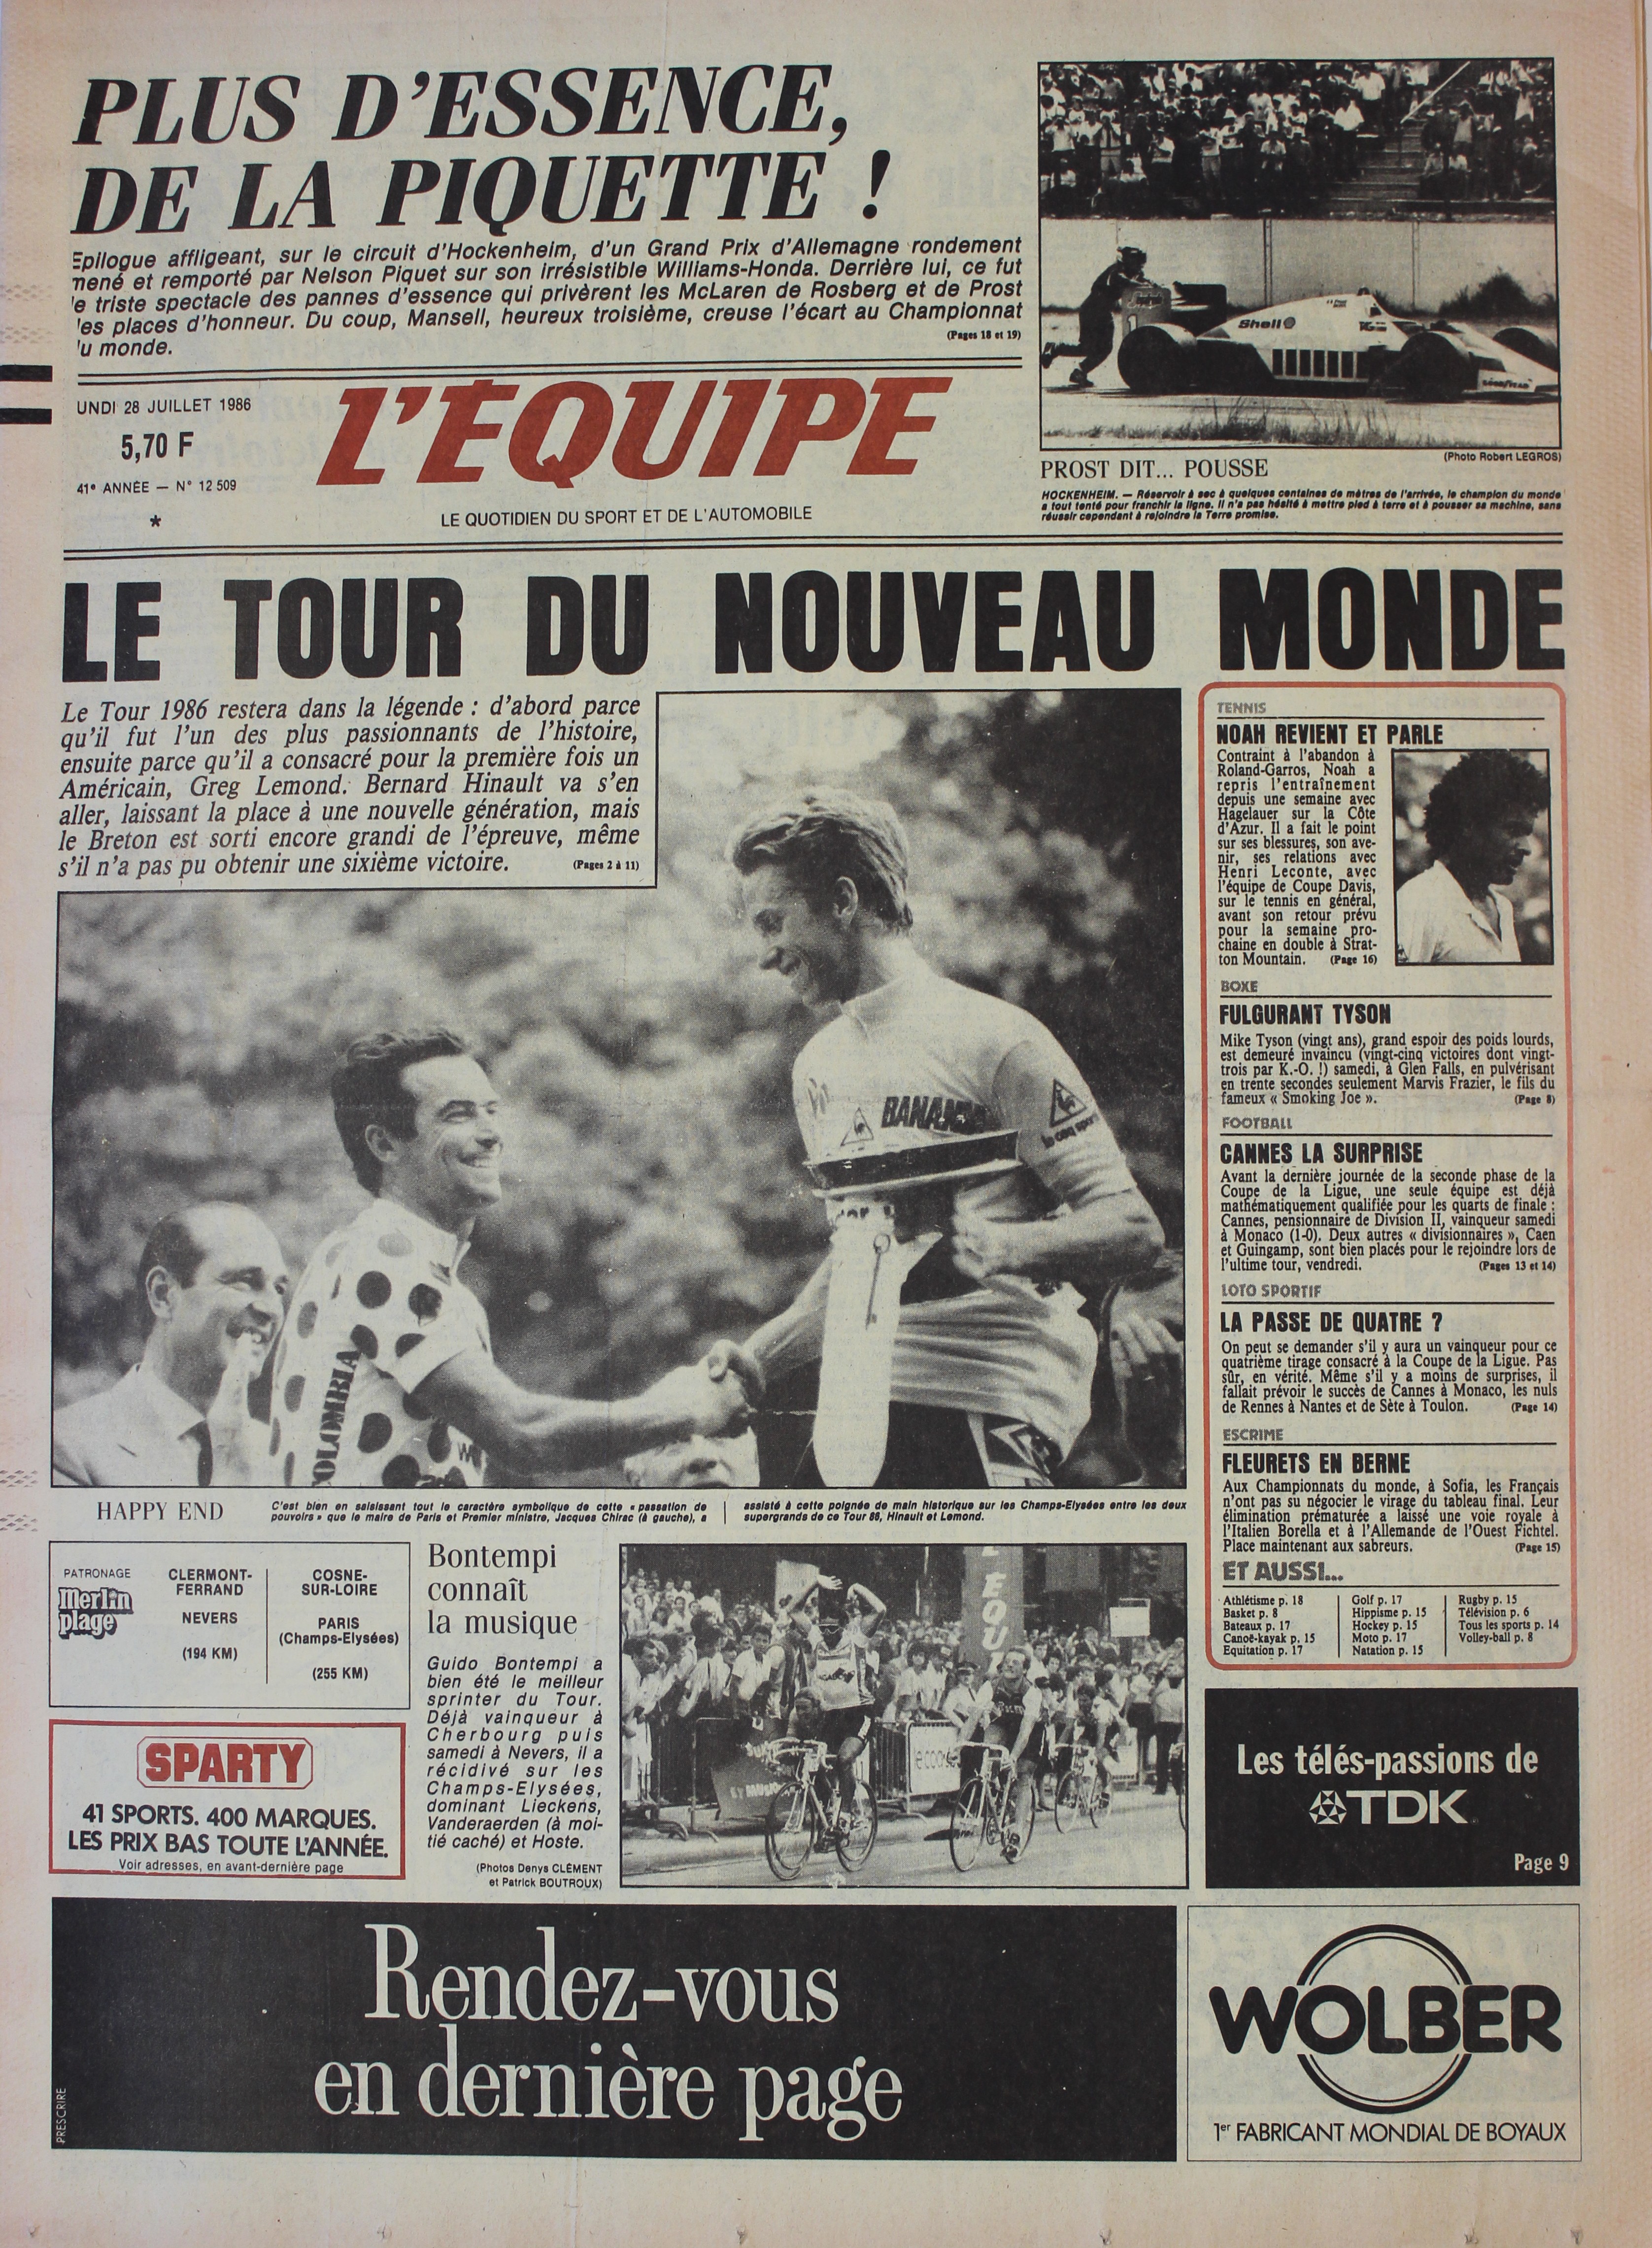 PLUS D'ESSENCE,
DE LA PIQUETTE !
Epilogue affligeant, sur le circuit d'Hockenheim, d'un Grand Prix d'Allemagne rondement
mené et remporté par Nelson Piquet sur son irrésistible Williams-Honda. Derrière lui, ce fut
le triste spectacle des pannes d'essence qui privèrent les McLaren de Rosberg et de Prost
les places d'honneur. Du coup, Mansell, heureux troisième, creuse l'écart au Championnat
lu monde.
(Pages 18 et 19)
Shell
(Photo Robert LEGROS)
PROST DIT... POUSSE
HOCKENHEIM. — Réservoir à sec à quelques centaines de mètres de l'arrivée, le champion du monde
a tout tenté pour franchir la ligne. Il n'a pas hésité à mettre pied à terre et à pousser sa machine, sans
réussir cependant à rejoindre la Terre promise.
UNDI 28 JUILLET 1986
5,70 F
41e ANNÉE — N° 12 509
*
L'ÉQUIPE
LE QUOTIDIEN DU SPORT ET DE L'AUTOMOBILE
LE TOUR DU NOUVEAU MONDE
Le Tour 1986 restera dans la légende : d'abord parce
qu'il fut l'un des plus passionnants de l'histoire,
ensuite parce qu'il a consacré pour la première fois un
Américain, Greg Lemond. Bernard Hinault va s'en
aller, laissant la place à une nouvelle génération, mais
le Breton est sorti encore grandi de l'épreuve, même
s'il n'a pas pu obtenir une sixième victoire.
(Pages 2 à 11)
BANANIA
le coq sportif
COLOMBIA
HAPPY END
C'est bien en saisissant tout le caractère symbolique de cette « passation de
pouvoirs » que le maire de Paris et Premier ministre, Jacques Chirac (à gauche), a
assisté à cette poignée de main historique sur les Champs-Elysées entre les deux
supergrands de ce Tour 86, Hinault et Lemond.
TENNIS
NOAH REVIENT ET PARLE
Contraint à l'abandon à
Roland-Garros, Noah a
repris l'entraînement
depuis une semaine avec
Hagelauer sur la Côte
d'Azur. Il a fait le point
sur ses blessures, son ave-
nir, ses relations avec
Henri Leconte, avec
l'équipe de Coupe Davis,
sur le tennis en général,
avant son retour prévu
pour la semaine pro-
chaine en double à Strat-
ton Mountain. (Page 16)
BOXE
FULGURANT TYSON
Mike Tyson (vingt ans), grand espoir des poids lourds,
est demeuré invaincu (vingt-cinq victoires dont vingt-
trois par K.-O. !) samedi, à Glen Falls, en pulvérisant
en trente secondes seulement Marvis Frazier, le fils du
fameux « Smoking Joe ». (Page 8)
FOOTBALL
CANNES LA SURPRISE
Avant la dernière journée de la seconde phase de la
Coupe de la Ligue, une seule équipe est déjà
mathématiquement qualifiée pour les quarts de finale :
Cannes, pensionnaire de Division II, vainqueur samedi
à Monaco (1-0). Deux autres « divisionnaires », Caen
et Guingamp, sont bien placés pour le rejoindre lors de
l'ultime tour, vendredi. (Pages 13 et 14)
LOTO SPORTIF
LA PASSE DE QUATRE ?
On peut se demander s'il y aura un vainqueur pour ce
quatrième tirage consacré à la Coupe de la Ligue. Pas
sûr, en vérité. Même s'il y a moins de surprises, il
fallait prévoir le succès de Cannes à Monaco, les nuls
de Rennes à Nantes et de Sète à Toulon. (Page 14)
ESCRIME
FLEURETS EN BERNE
Aux Championnats du monde, à Sofia, les Français
n'ont pas su négocier le virage du tableau final. Leur
élimination prématurée a laissé une voie royale à
l'Italien Borella et à l'Allemande de l'Ouest Fichtel.
Place maintenant aux sabreurs. (Page 15)
ET AUSSI...
Athlétisme p. 18
Basket p. 8
Bateaux p. 17
Canoë-kayak p. 15
Equitation p. 17
Golf p. 17
Hippisme p. 15
Hockey p. 15
Moto p. 17
Natation p. 15
Rugby p. 15
Télévision p. 6
Tous les sports p. 14
Volley-ball p. 8
PATRONAGE
Merlin
plage
CLERMONT-
FERRAND
NEVERS
(194 KM)
COSNE-
SUR-LOIRE
PARIS
(Champs-Elysées)
(255 KM)
SPARTY
41 SPORTS. 400 MARQUES.
LES PRIX BAS TOUTE L'ANNÉE.
Voir adresses, en avant-dernière page
Bontempi
connaît
la musique
Guido Bontempi a
bien été le meilleur
sprinter du Tour.
Déjà vainqueur à
Cherbourg puis
samedi à Nevers, il a
récidivé sur les
Champs-Elysées,
dominant Lieckens,
Vanderaerden (à moi-
tié caché) et Hoste.
(Photos Denys CLÉMENT
et Patrick BOUTROUX)
Les télés-passions de
TDK
Page 9
Rendez-vous
en dernière page
PRESCRIRE
WOLBER
1er FABRICANT MONDIAL DE BOYAUX